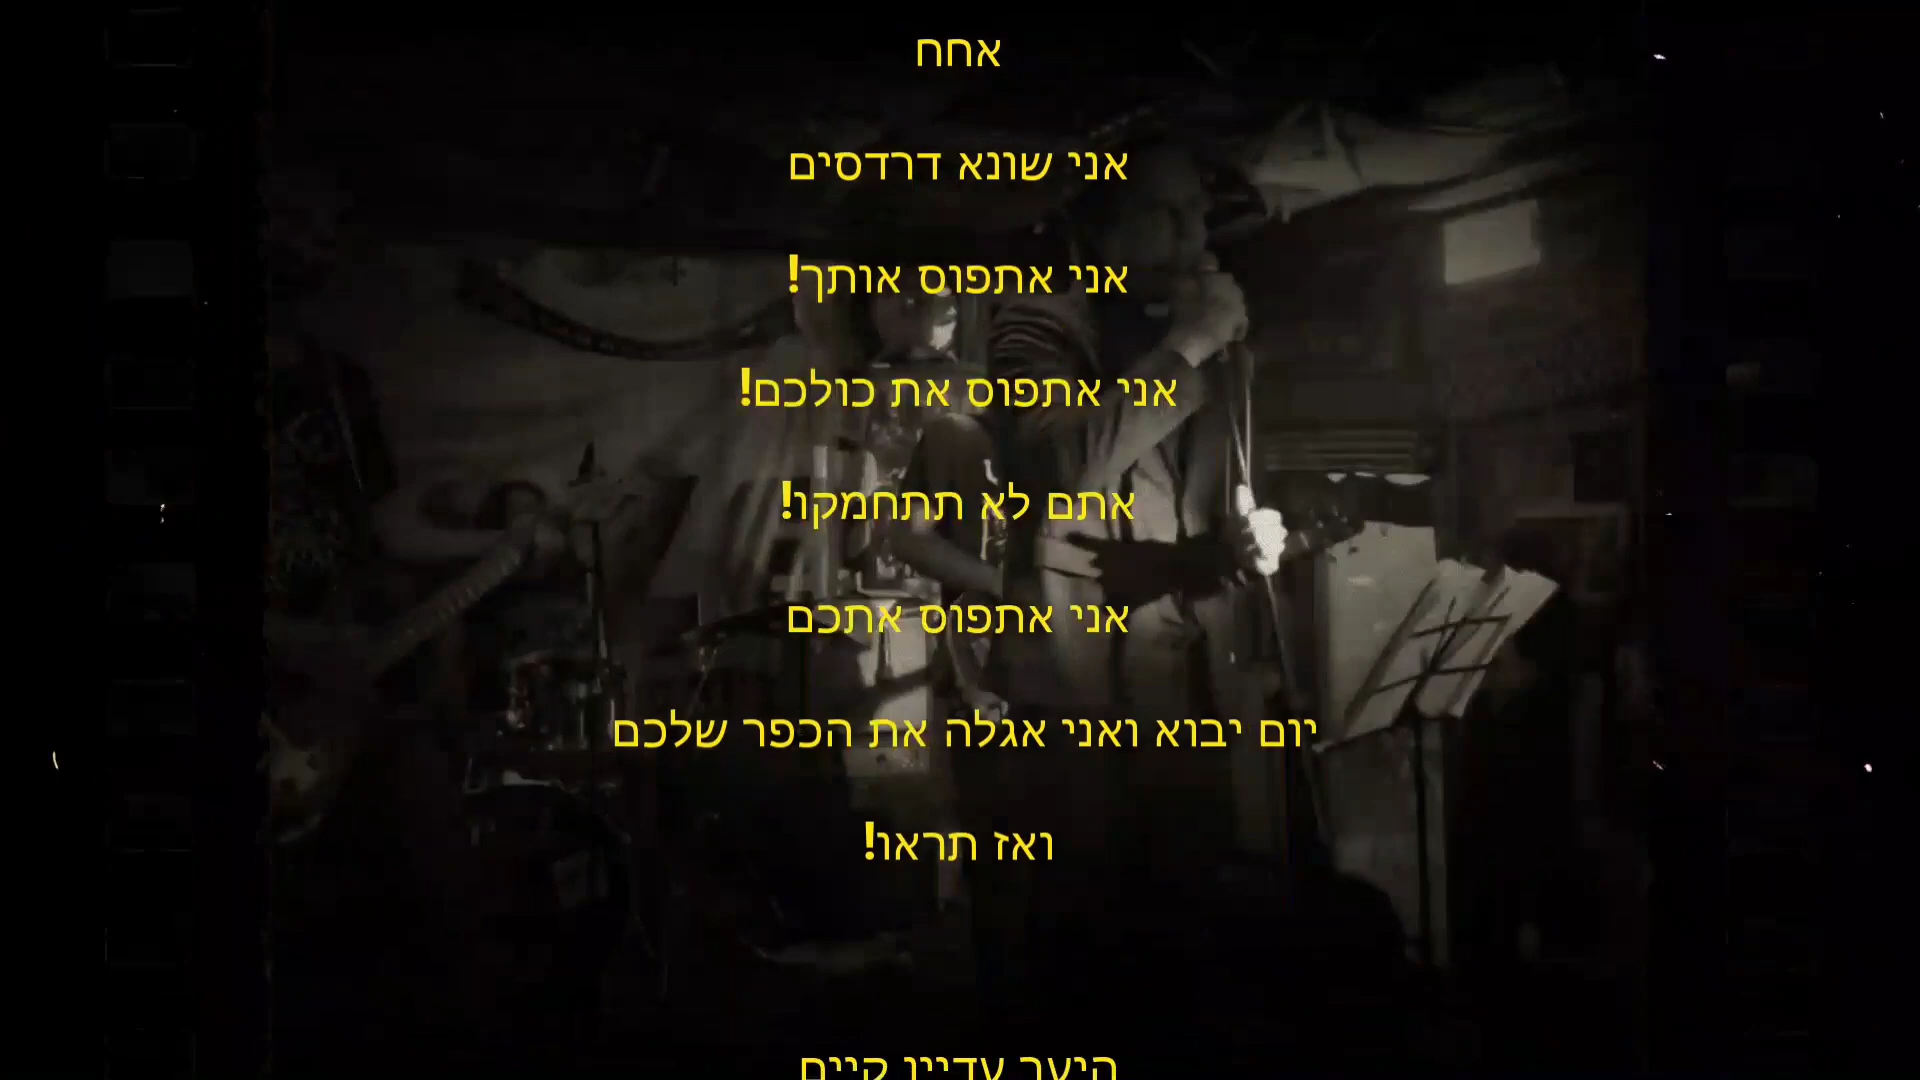 אחח
אני שונא דרדסים
אני אתפוס אותך!
אני אתפוס את כולכם!
אתם לא תתחמקו!
אני אתפוס אתכם
יום יבוא ואני אגלה את הכפר שלכם
ואז תראו!
היער עדיין קיים